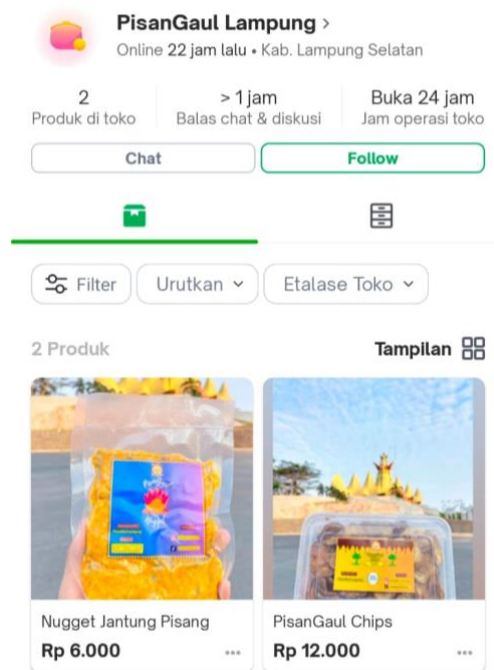 PisanGaul Lampung >
Online 22 jam lalu • Kab. Lampung Selatan
2 > 1 jam Buka 24 jam
Produk di toko Balas chat & diskusi Jam operasi toko
Chat Follow
Filter Urutkan Etalase Toko
2 Produk Tampilan
Nugget Jantung Pisang PisanGaul Chips
Rp 6.000 Rp 12.000